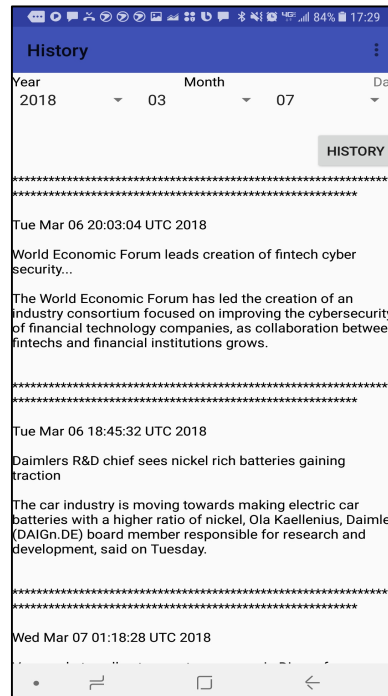 84% 17:29
History
Year Month Da
2018 03 07
HISTORY
***************************************************************
**********************************************************
Tue Mar 06 20:03:04 UTC 2018
World Economic Forum leads creation of fintech cyber
security...
The World Economic Forum has led the creation of an
industry consortium focused on improving the cybersecurity
of financial technology companies, as collaboration betwee
fintechs and financial institutions grows.
***************************************************************
**********************************************************
Tue Mar 06 18:45:32 UTC 2018
Daimlers R&D chief sees nickel rich batteries gaining
traction
The car industry is moving towards making electric car
batteries with a higher ratio of nickel, Ola Kaellenius, Daimle
(DAIGn.DE) board member responsible for research and
development, said on Tuesday.
***************************************************************
**********************************************************
Wed Mar 07 01:18:28 UTC 2018